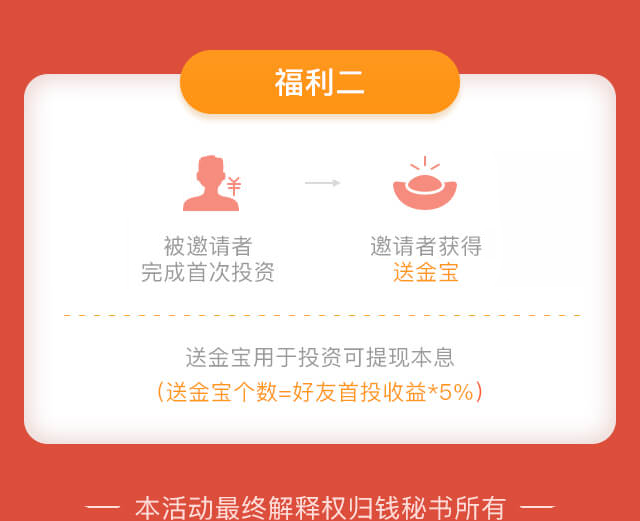 福利二
¥
被邀请者
完成首次投资
邀请者获得
送金宝
送金宝用于投资可提现本息
（送金宝个数=好友首投收益*5%）
本活动最终解释权归钱秘书所有